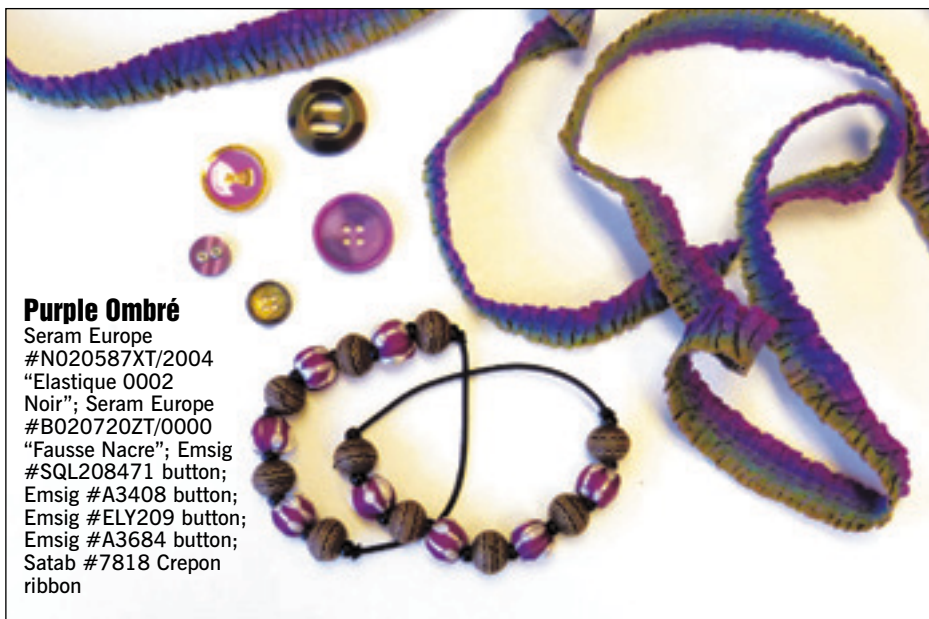 Purple Ombré
Seram Europe
#N020587XT/2004
“Elastique 0002
Noir”; Seram Europe
#B020720ZT/0000
“Fausse Nacre”; Emsig
#SQL208471 button;
Emsig #A3408 button;
Emsig #ELY209 button;
Emsig #A3684 button;
Satab #7818 Crepon
ribbon